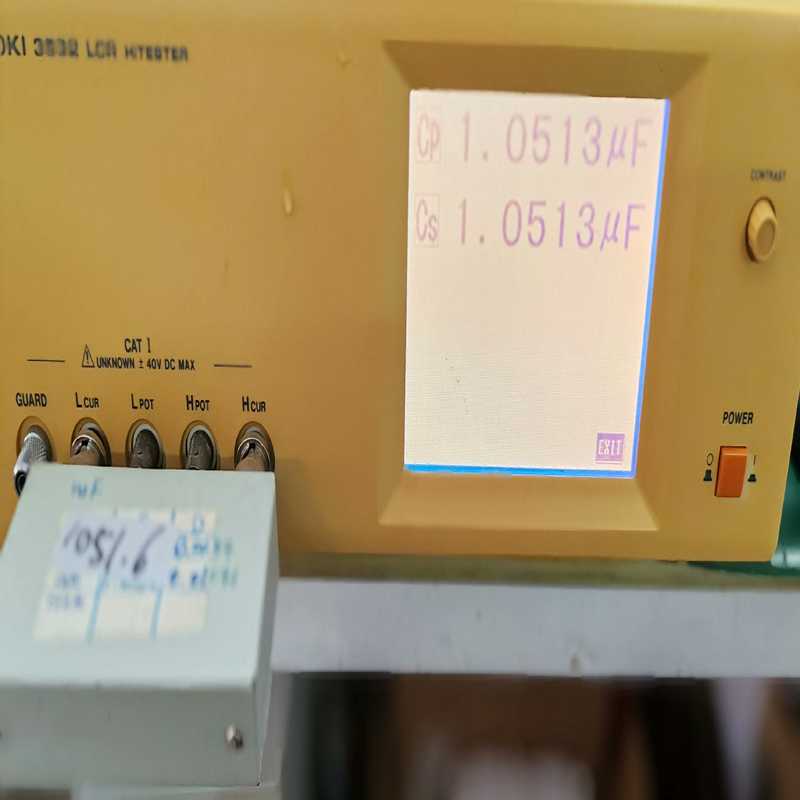 OKI 3532 LCR HiTESTER
Cp 1.0513μF
Cs 1.0513μF
CONTRAST
CAT I
UNKNOWN ± 40V DC MAX
GUARD LCUR LPOT HPOT HCUR
EXIT
POWER
O I
1051.6